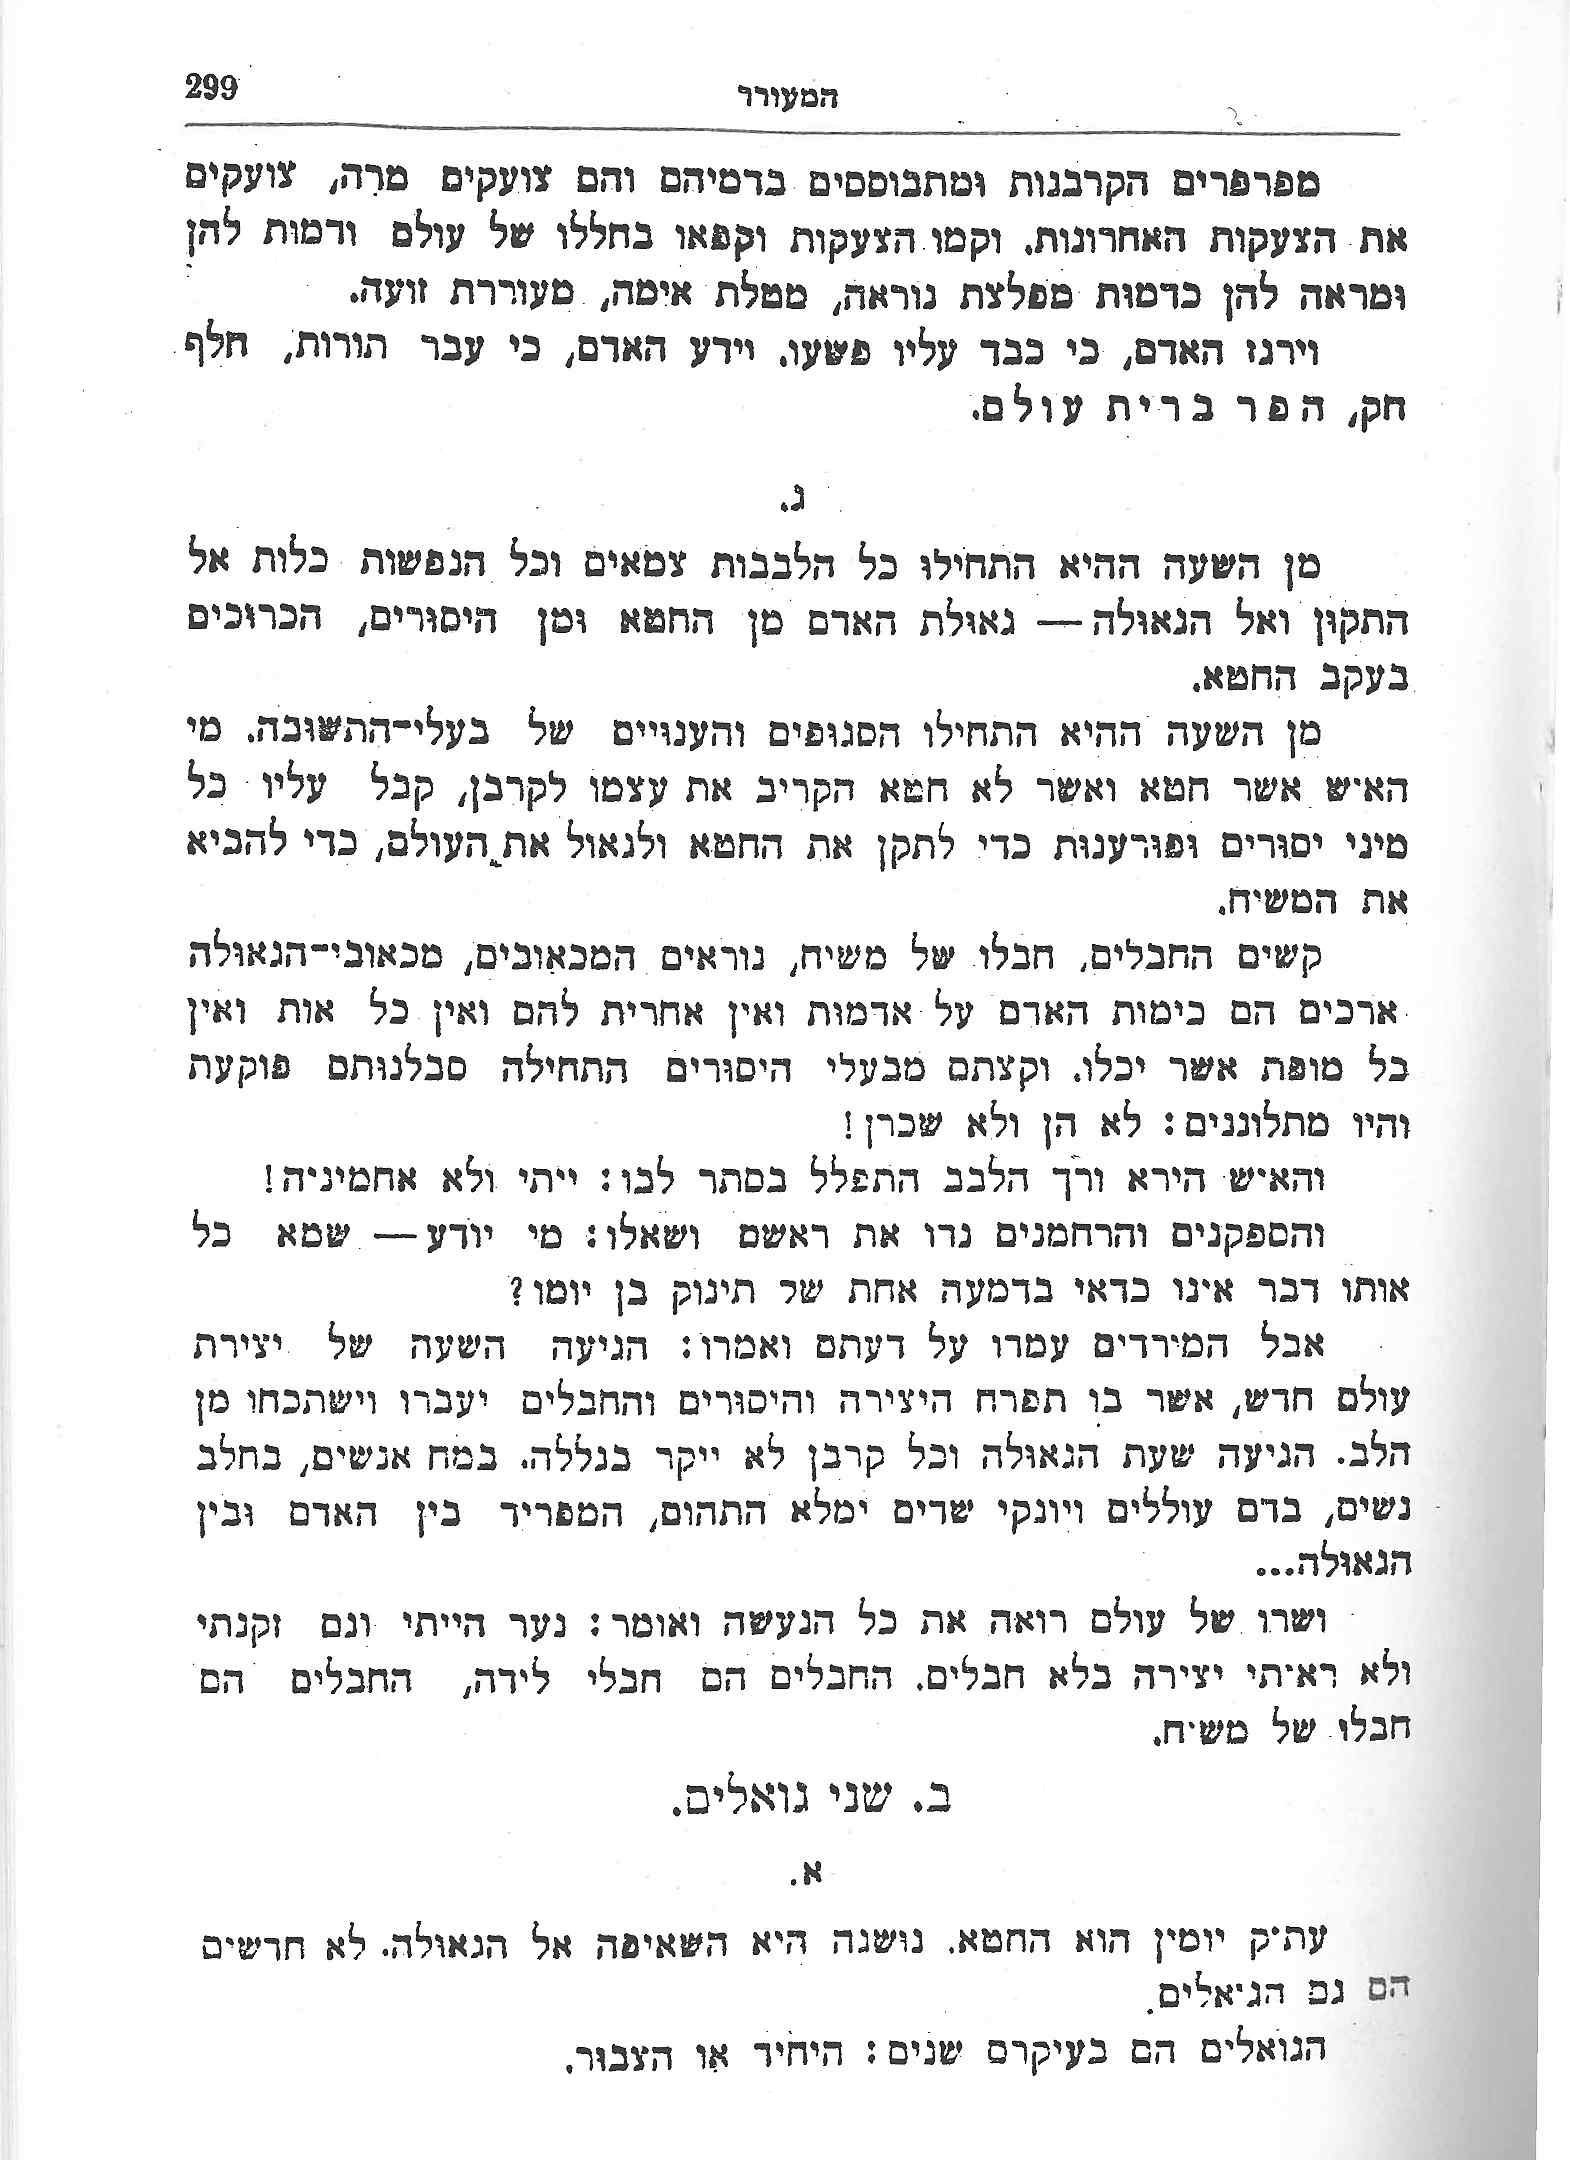 299
המעורר
מפרפרים הקרבנות ומתבוססים בדמיהם והם צועקים מרה, צועקים
את הצעקות האחרונות. וקמו הצעקות וקפאו בחללו של עולם ודמות להן
ומראה להן כדמות מפלצת נוראה, מטלת אימה, מעוררת זועה.
וירגז האדם, כי כבד עליו פשעו. וידע האדם, כי עבר תורות, חלף
חק, הפר ברית עולם.
ג.
מן השעה ההיא התחילו כל הלבבות צמאים וכל הנפשות כלות אל
התקון ואל הגאולה — גאולת האדם מן החטא ומן היסורים, הכרוכים
בעקב החטא.
מן השעה ההיא התחילו הסגופים והענויים של בעלי־התשובה. מי
האיש אשר חטא ואשר לא חטא הקריב את עצמו לקרבן, קבל עליו כל
מיני יסורים ופורענות כדי לתקן את החטא ולגאול את העולם, כדי להביא
את המשיח.
קשים החבלים, חבלו של משיח, נוראים המכאובים, מכאובי־הגאולה
ארכים הם כימות האדם על אדמות ואין אחרית להם ואין כל אות ואין
כל מופת אשר יכלו. וקצתם מבעלי היסורים התחילה סבלנותם פוקעת
והיו מתלוננים: לא הן ולא שכרן!
והאיש הירא ורך הלבב התפלל בסתר לבו: ייתי ולא אחמיניה!
והספקנים והרחמנים נדו את ראשם ושאלו: מי יודע — שמא כל
אותו דבר אינו כדאי בדמעה אחת של תינוק בן יומו?
אבל המורדים עמדו על דעתם ואמרו: הגיעה השעה של יצירת
עולם חדש, אשר בו תפרח היצירה והיסורים והחבלים יעברו וישתכחו מן
הלב. הגיעה שעת הגאולה וכל קרבן לא ייקר בגללה. במח אנשים, בחלב
נשים, בדם עוללים ויונקי שדים ימלא התהום, המפריד בין האדם ובין
הגאולה...
ושרו של עולם רואה את כל הנעשה ואומר: נער הייתי וגם זקנתי
ולא ראיתי יצירה בלא חבלים. החבלים הם חבלי לידה, החבלים הם
חבלו של משיח.
ב. שני גואלים.
א.
עתיק יומין הוא החטא. נושנה היא השאיפה אל הגאולה. לא חדשים
הם גם הגואלים.
הגואלים הם בעיקרם שנים: היחיד או הצבור.